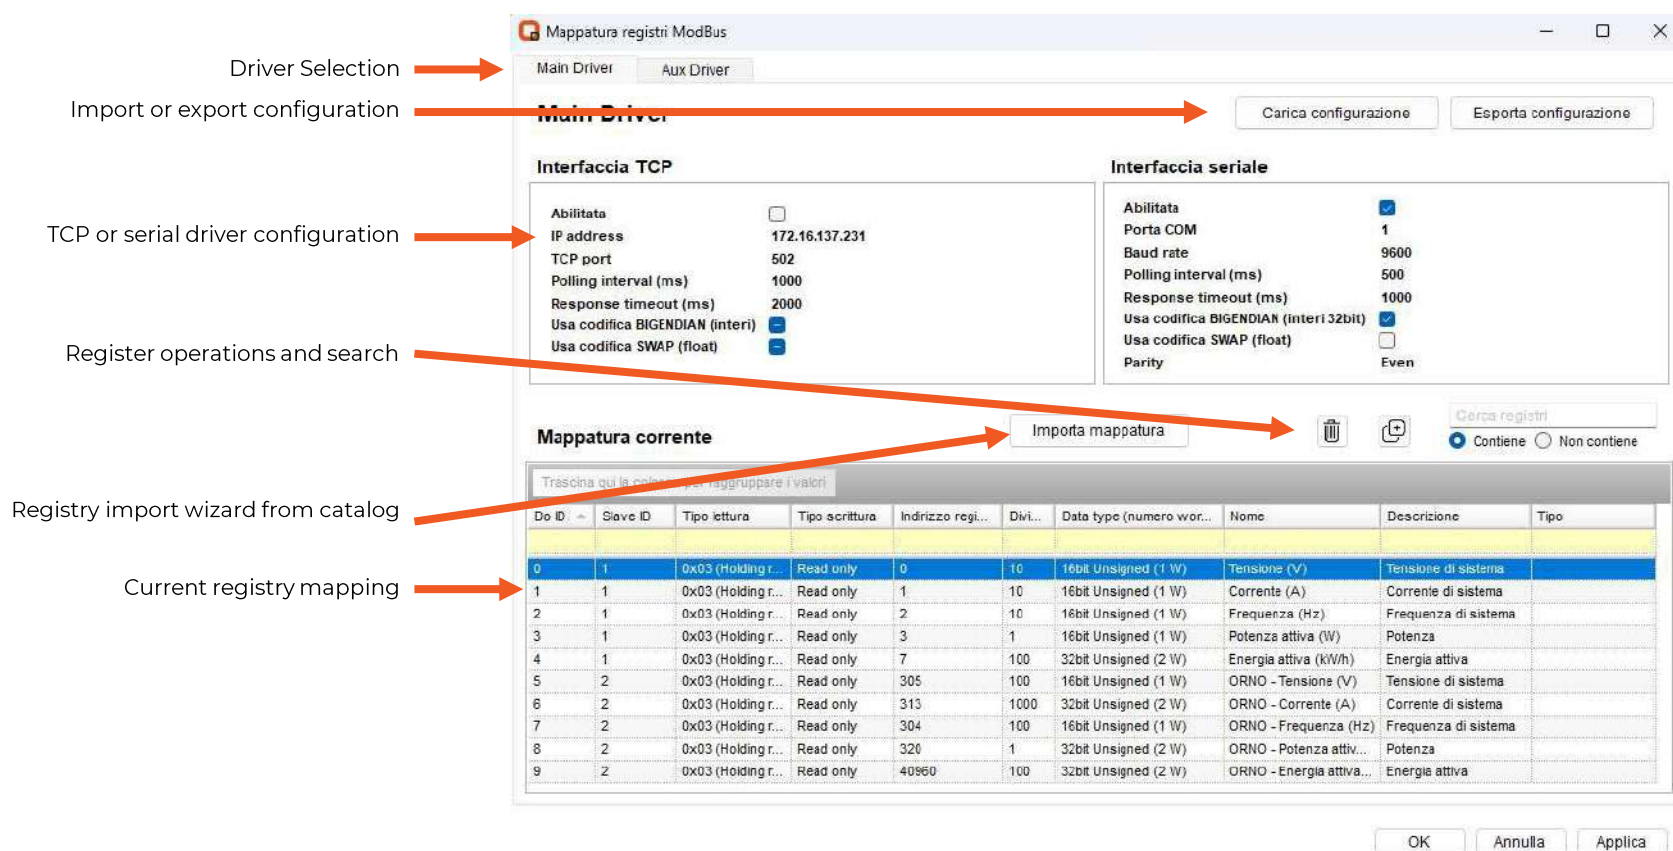 Mappatura registri ModBus
Driver Selection
Main Driver Aux Driver
Import or export configuration
Main Driver
Carica configurazione Esporta configurazione
Interfaccia TCP
Interfaccia seriale
TCP or serial driver configuration
Abilitata
IP address 172.16.137.231
TCP port 502
Polling interval (ms) 1000
Response timeout (ms) 2000
Usa codifica BIGENDIAN (interi)
Usa codifica SWAP (float)
Abilitata
Porta COM 1
Baud rate 9600
Polling interval (ms) 500
Response timeout (ms) 1000
Usa codifica BIGENDIAN (interi 32bit)
Usa codifica SWAP (float)
Parity Even
Register operations and search
Mappatura corrente
Importa mappatura
Cerca registri
Contiene Non contiene
Trascina qui la per raggruppare i valori
Registry import wizard from catalog
Do ID Slave ID Tipo lettura Tipo scrittura Indirizzo regi... Divi... Data type (numero wor... Nome Descrizione Tipo
Current registry mapping
0 1 0x03 (Holding r... Read only 0 10 16bit Unsigned (1 W) Tensione (V) Tensione di sistema
1 1 0x03 (Holding r... Read only 1 10 16bit Unsigned (1 W) Corrente (A) Corrente di sistema
2 1 0x03 (Holding r... Read only 2 10 16bit Unsigned (1 W) Frequenza (Hz) Frequenza di sistema
3 1 0x03 (Holding r... Read only 3 1 16bit Unsigned (1 W) Potenza attiva (W) Potenza
4 1 0x03 (Holding r... Read only 7 100 32bit Unsigned (2 W) Energia attiva (kW/h) Energia attiva
5 2 0x03 (Holding r... Read only 305 100 16bit Unsigned (1 W) ORNO - Tensione (V) Tensione di sistema
6 2 0x03 (Holding r... Read only 313 1000 32bit Unsigned (2 W) ORNO - Corrente (A) Corrente di sistema
7 2 0x03 (Holding r... Read only 304 100 16bit Unsigned (1 W) ORNO - Frequenza (Hz) Frequenza di sistema
8 2 0x03 (Holding r... Read only 320 1 32bit Unsigned (2 W) ORNO - Potenza attiv... Potenza
9 2 0x03 (Holding r... Read only 40960 100 32bit Unsigned (2 W) ORNO - Energia attiva... Energia attiva
OK Annulla Applica